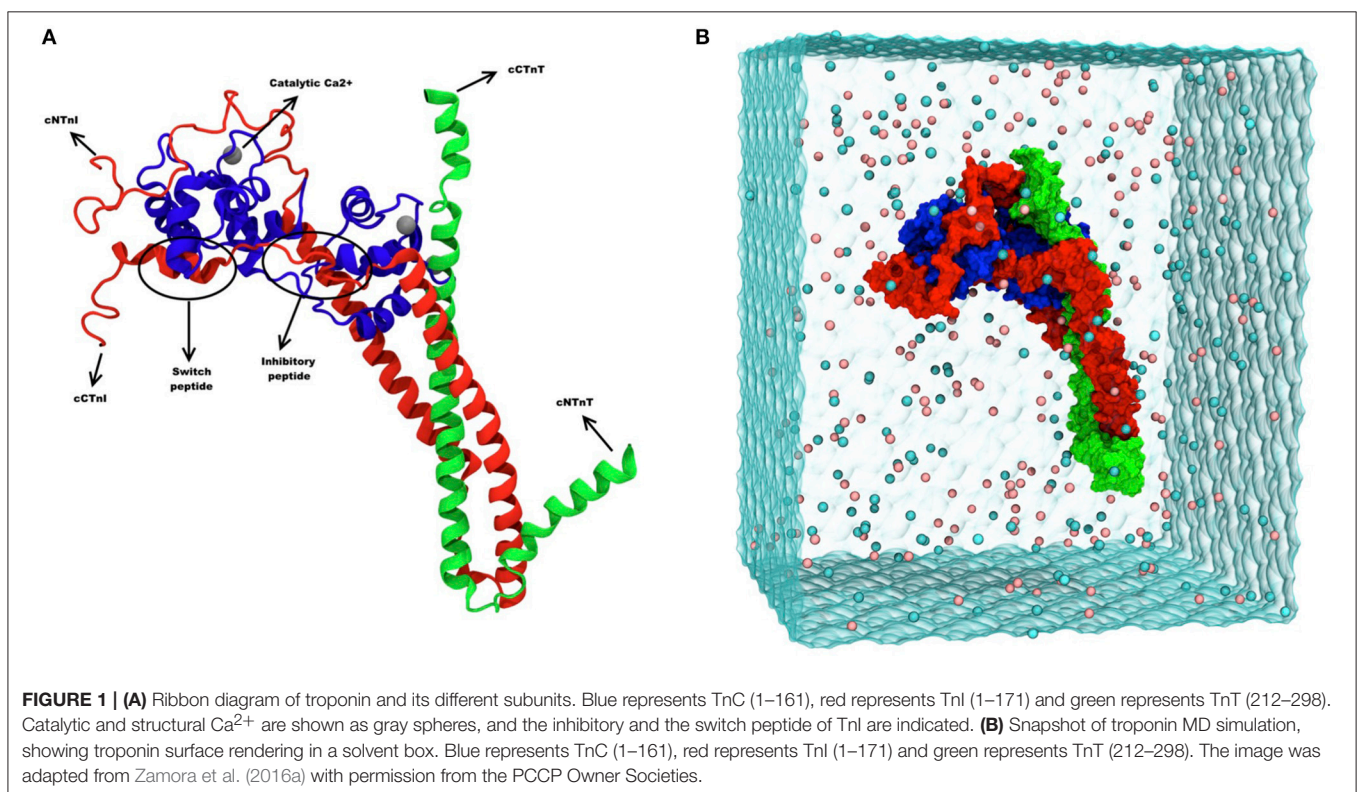 A
B
cCTnT
Catalytic Ca2+
cNTnI
Switch
peptide
Inhibitory
peptide
cCTnI
cNTnT
FIGURE 1 | (A) Ribbon diagram of troponin and its different subunits. Blue represents TnC (1–161), red represents TnI (1–171) and green represents TnT (212–298).
Catalytic and structural Ca²⁺ are shown as gray spheres, and the inhibitory and the switch peptide of TnI are indicated. (B) Snapshot of troponin MD simulation,
showing troponin surface rendering in a solvent box. Blue represents TnC (1–161), red represents TnI (1–171) and green represents TnT (212–298). The image was
adapted from Zamora et al. (2016a) with permission from the PCCP Owner Societies.